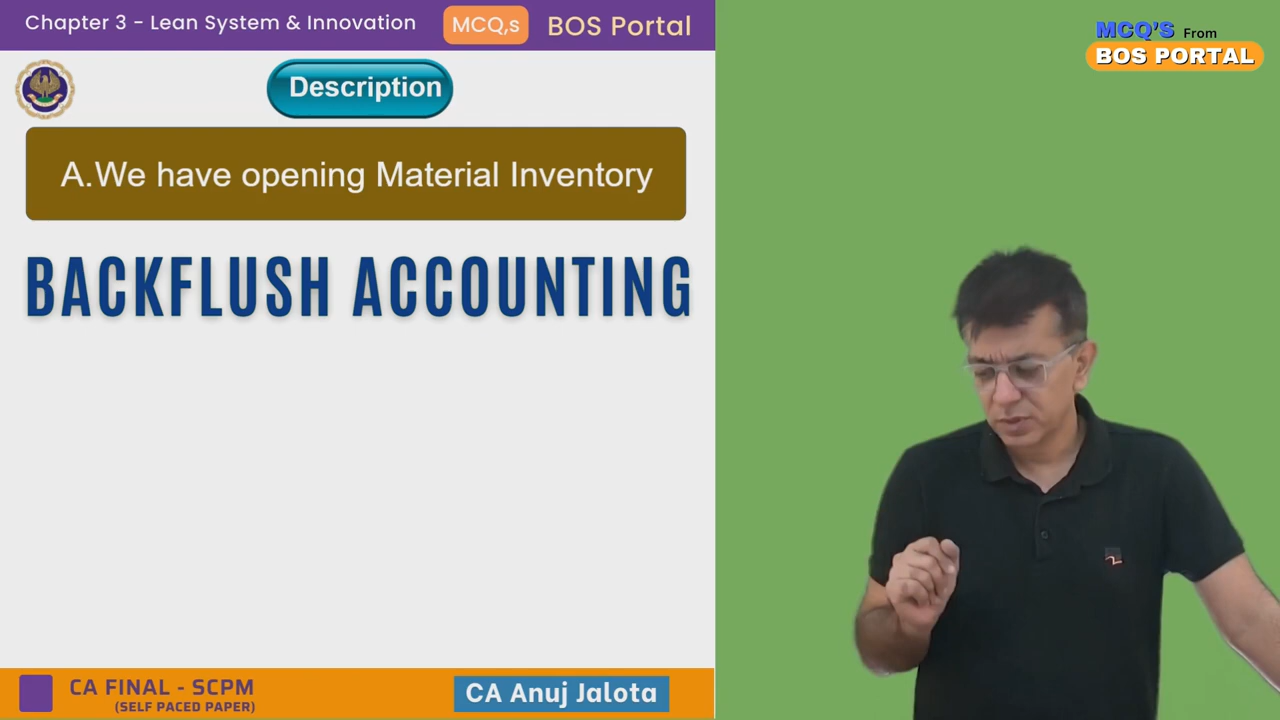 Chapter 3 - Lean System & Innovation MCQ,s BOS Portal
MCQ'S From
BOS PORTAL
Description
A.We have opening Material Inventory
BACKFLUSH ACCOUNTING
CA FINAL - SCPM
(SELF PACED PAPER)
CA Anuj Jalota